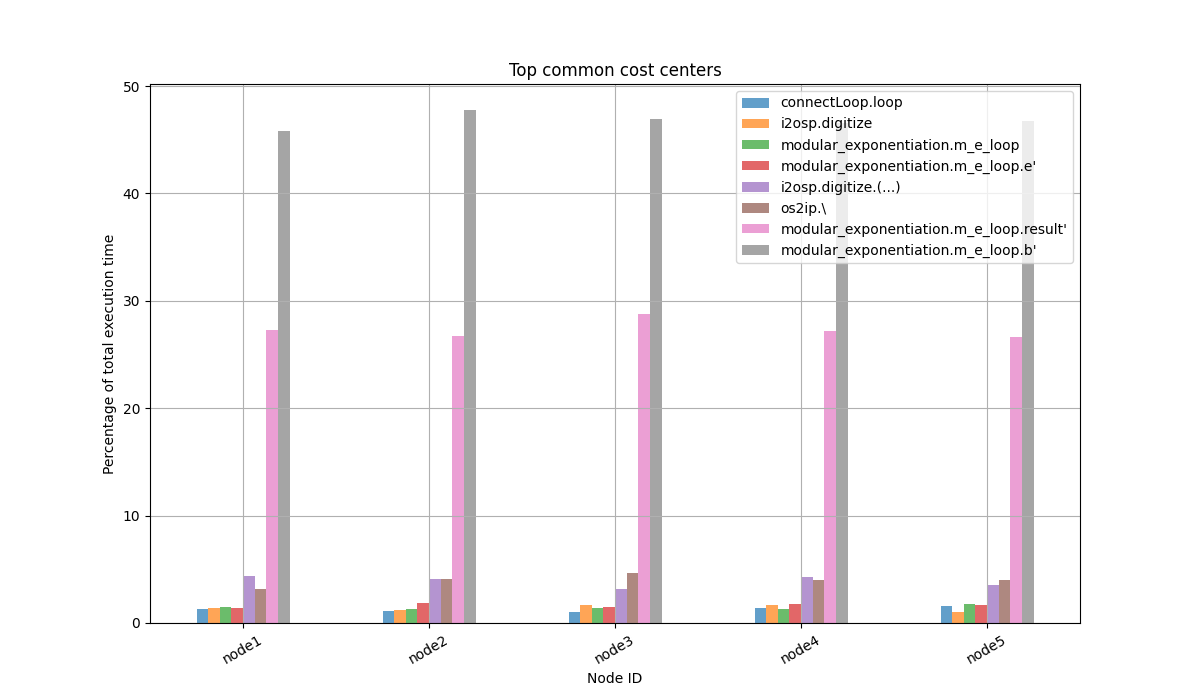 Top common cost centers
50
40
30
20
10
0
Percentage of total execution time
connectLoop.loop
i2osp.digitize
modular_exponentiation.m_e_loop
modular_exponentiation.m_e_loop.e'
i2osp.digitize.(...)
os2ip.\
modular_exponentiation.m_e_loop.result'
modular_exponentiation.m_e_loop.b'
node1
node2
node3
node4
node5
Node ID